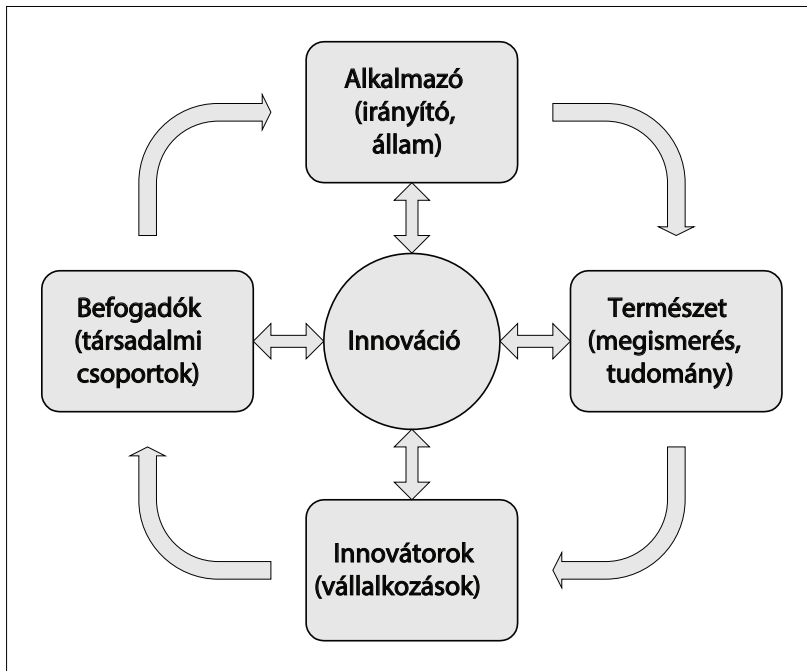 Alkalmazó
(irányító,
állam)
Befogadók
(társadalmi
csoportok)
Innováció
Természet
(megismerés,
tudomány)
Innovátorok
(vállalkozások)